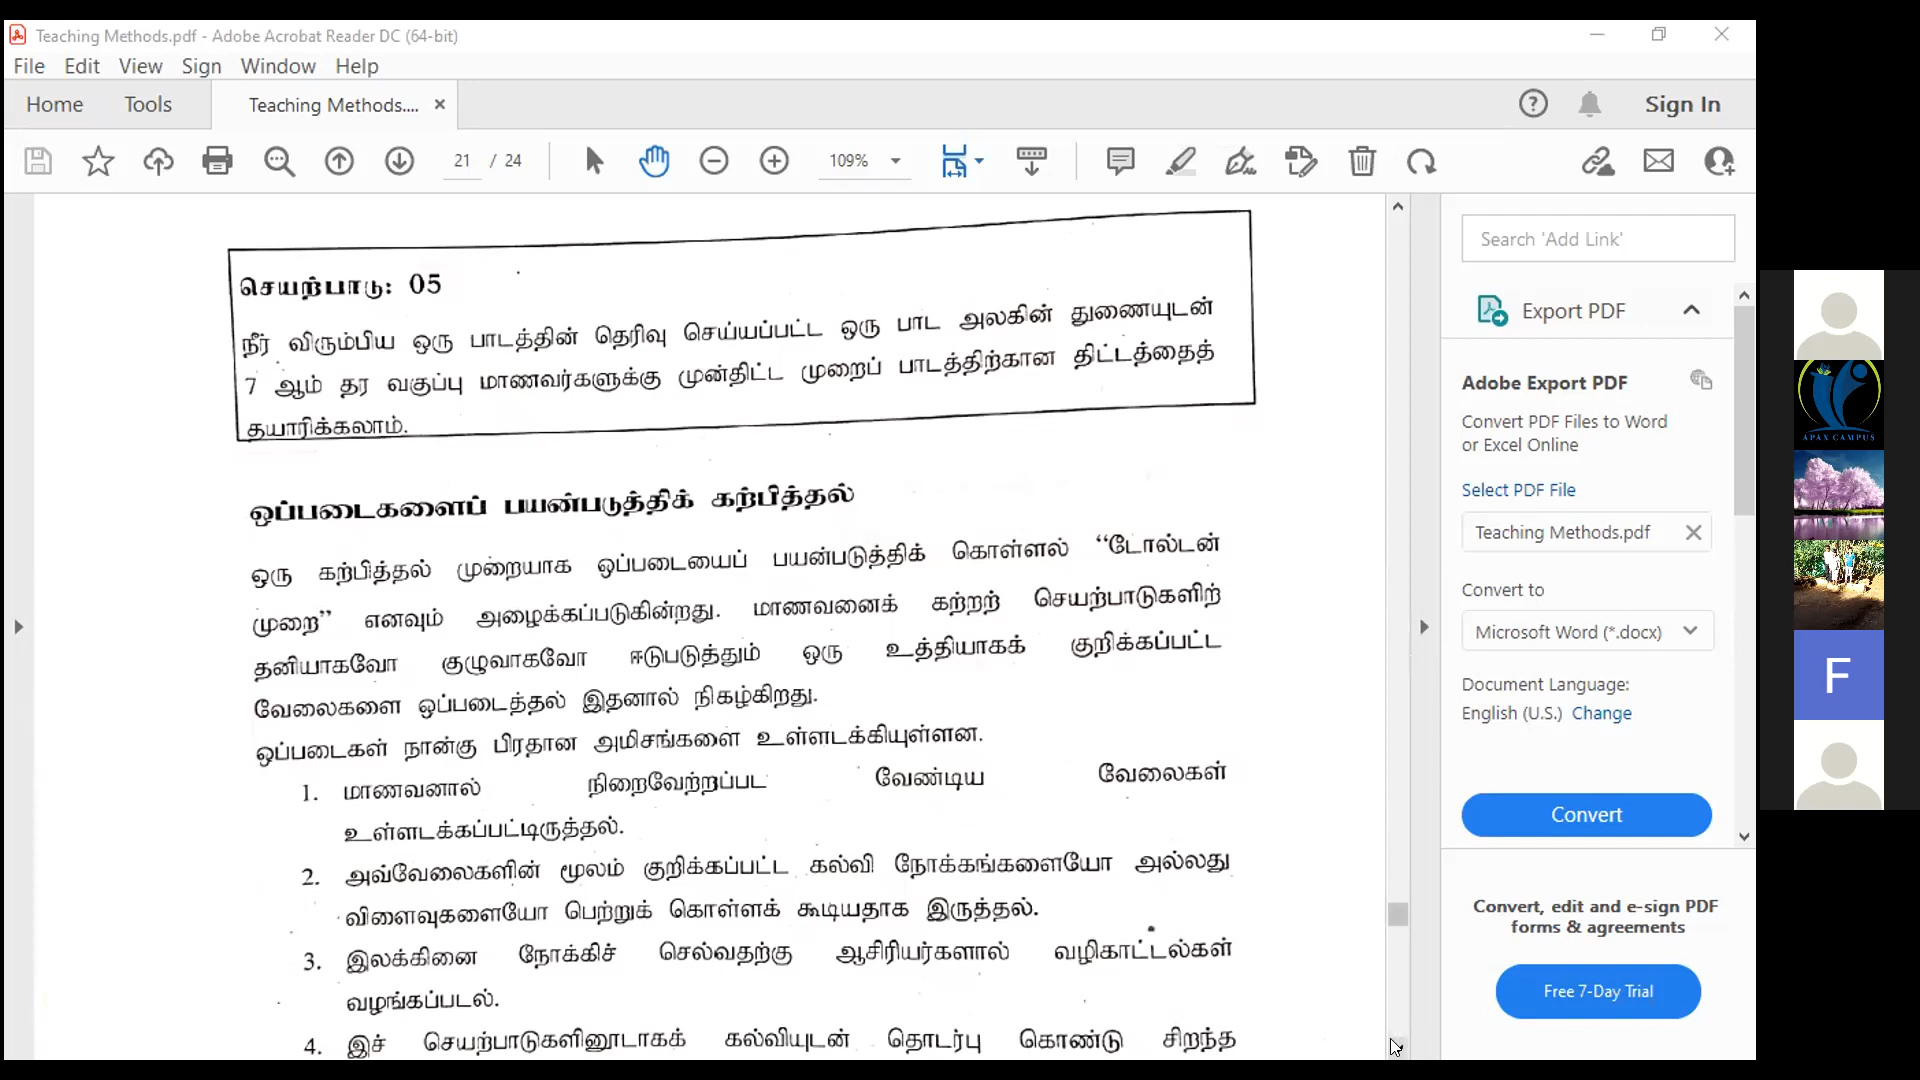 Teaching Methods.pdf - Adobe Acrobat Reader DC (64-bit)
File Edit View Sign Window Help
Home Tools Teaching Methods.... Sign In
21 / 24 109%
செயற்பாடு: 05
நீர் விரும்பிய ஒரு பாடத்தின் தெரிவு செய்யப்பட்ட ஒரு பாட அலகின் துணையுடன்
7 ஆம் தர வகுப்பு மாணவர்களுக்கு முன்திட்ட முறைப் பாடத்திற்கான திட்டத்தைத்
தயாரிக்கலாம்.
ஒப்படைகளைப் பயன்படுத்திக் கற்பித்தல்
ஒரு கற்பித்தல் முறையாக ஒப்படையைப் பயன்படுத்திக் கொள்ளல் “டோல்டன்
முறை” எனவும் அழைக்கப்படுகின்றது. மாணவனைக் கற்றற் செயற்பாடுகளிற்
தனியாகவோ குழுவாகவோ ஈடுபடுத்தும் ஒரு உத்தியாகக் குறிக்கப்பட்ட
வேலைகளை ஒப்படைத்தல் இதனால் நிகழ்கிறது.
ஒப்படைகள் நான்கு பிரதான அமிசங்களை உள்ளடக்கியுள்ளன.
1. மாணவனால் நிறைவேற்றப்பட வேண்டிய வேலைகள்
உள்ளடக்கப்பட்டிருத்தல்.
2. அவ்வேலைகளின் மூலம் குறிக்கப்பட்ட கல்வி நோக்கங்களையோ அல்லது
விளைவுகளையோ பெற்றுக் கொள்ளக் கூடியதாக இருத்தல்.
3. இலக்கினை நோக்கிச் செல்வதற்கு ஆசிரியர்களால் வழிகாட்டல்கள்
வழங்கப்படல்.
4. இச் செயற்பாடுகளினூடாகக் கல்வியுடன் தொடர்பு கொண்டு சிறந்த
Search 'Add Link'
Export PDF
Adobe Export PDF
Convert PDF Files to Word
or Excel Online
Select PDF File
Teaching Methods.pdf
Convert to
Microsoft Word (*.docx)
Document Language:
English (U.S.) Change
Convert
Convert, edit and e-sign PDF
forms & agreements
Free 7-Day Trial
APAX CAMPUS
F